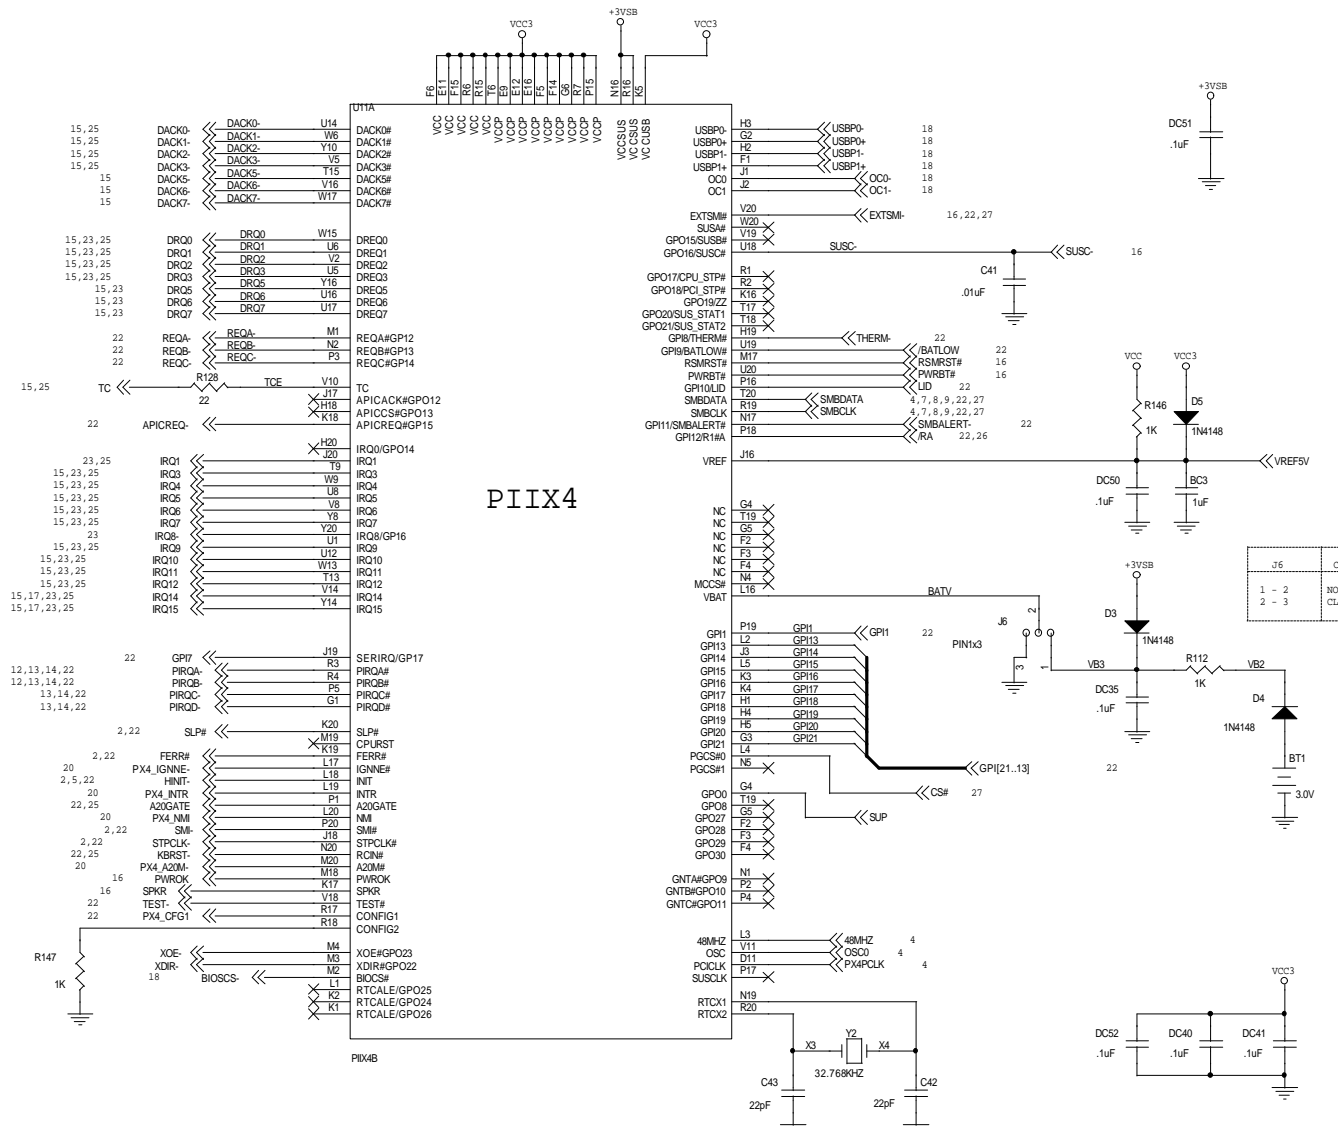 +3VSB
VCC3
VCC3
+3VSB
F6 E11 F15 R6 R15 T6 E9 E12 E16 F5 F14 G6 R7 P15 N16 R16 K5
VCC VCC VCC VCC VCC VCCP VCCP VCCP VCCP VCCP VCCP VCCP VCCP VCCP VCCSUS VCCSUS VCCUSB
U11A
DC51
.1uF
15,25 DACK0- DACK0- U14 DACK0#
15,25 DACK1- DACK1- W6 DACK1#
15,25 DACK2- DACK2- Y10 DACK2#
15,25 DACK3- DACK3- V5 DACK3#
15 DACK5- DACK5- T15 DACK5#
15 DACK6- DACK6- V16 DACK6#
15 DACK7- DACK7- W17 DACK7#
15,23,25 DRQ0 DRQ0 W15 DREQ0
15,23,25 DRQ1 DRQ1 U6 DREQ1
15,23,25 DRQ2 DRQ2 V2 DREQ2
15,23,25 DRQ3 DRQ3 U5 DREQ3
15,23 DRQ5 DRQ5 Y16 DREQ5
15,23 DRQ6 DRQ6 U16 DREQ6
15,23 DRQ7 DRQ7 U17 DREQ7
22 REQA- REQA- M1 REQA#GP12
22 REQB- REQB- N2 REQB#GP13
22 REQC- REQC- P3 REQC#GP14
15,25 TC R128 22 TCE V10 TC
J17 APICACK#GPO12
H18 APICCS#GPO13
22 APICREQ- K18 APICREQ#GP15
H20 IRQ0/GPO14
23,25 IRQ1 J20 IRQ1
15,23,25 IRQ3 T9 IRQ3
15,23,25 IRQ4 W9 IRQ4
15,23,25 IRQ5 U8 IRQ5
15,23,25 IRQ6 V8 IRQ6
15,23,25 IRQ7 Y8 IRQ7
23 IRQ8- Y20 IRQ8/GP16
15,23,25 IRQ9 U1 IRQ9
15,23,25 IRQ10 U12 IRQ10
15,23,25 IRQ11 W13 IRQ11
15,23,25 IRQ12 T13 IRQ12
15,17,23,25 IRQ14 V14 IRQ14
15,17,23,25 IRQ15 Y14 IRQ15
22 GPI7 J19 SERIRQ/GP17
12,13,14,22 PIRQA- R3 PIRQA#
12,13,14,22 PIRQB- R4 PIRQB#
13,14,22 PIRQC- P5 PIRQC#
13,14,22 PIRQD- G1 PIRQD#
2,22 SLP# K20 SLP#
M19 CPURST
2,22 FERR# K19 FERR#
20 PX4_IGNNE- L17 IGNNE#
2,5,22 HINIT- L18 INIT
20 PX4_INTR L19 INTR
22,25 A20GATE P1 A20GATE
20 PX4_NMI L20 NMI
2,22 SMI- P20 SMI#
2,22 STPCLK- J18 STPCLK#
22,25 KBRST- N20 RCIN#
20 PX4_A20M- M20 A20M#
16 PWROK M18 PWROK
16 SPKR K17 SPKR
22 TEST- V18 TEST#
22 PX4_CFG1 R17 CONFIG1
R18 CONFIG2
R147
1K
XOE- M4 XOE#GPO23
XDIR- M3 XDIR#GPO22
18 BIOSCS- M2 BIOCS#
L1 RTCALE/GPO25
K2 RTCALE/GPO24
K1 RTCALE/GPO26
PIIX4
PIIX4B
USBP0- H3 USBP0- 18
USBP0+ G2 USBP0+ 18
USBP1- H2 USBP1- 18
USBP1+ F1 USBP1+ 18
OC0 J1 OC0- 18
OC1 J2 OC1- 18
EXTSMI# V20 EXTSMI- 16,22,27
SUSA# W20
GPO15/SUSB# V19
GPO16/SUSC# U18 SUSC- SUSC- 16
C41
.01uF
GPO17/CPU_STP# R1
GPO18/PCI_STP# R2
GPO19/ZZ K16
GPO20/SUS_STAT1 T17
GPO21/SUS_STAT2 T18
GPI8/THERM# H19 THERM- 22
GPI9/BATLOW# U19 /BATLOW 22
RSMRST# M17 RSMRST# 16
PWRBT# U20 PWRBT# 16
GPI10/LID P16 LID 22
SMBDATA T20 SMBDATA 4,7,8,9,22,27
SMBCLK R19 SMBCLK 4,7,8,9,22,27
GPI11/SMBALERT# N17 SMBALERT- 22
GPI12/R1#A P18 /RA 22,26
VREF J16 VREF5V
VCC VCC3
R146 1K
D5 1N4148
DC50 .1uF
BC3 1uF
NC G4
NC T19
NC G5
NC F2
NC F3
NC F4
MCCS# N4
VBAT L16 BATV
J6
PIN1x3
2
3 1
+3VSB
D3
1N4148
VB3
DC35
.1uF
R112
1K
VB2
D4
1N4148
BT1
3.0V
J6 C
1 - 2 NO
2 - 3 CL
GPI1 P19 GPI1 GPI1 22
GPI13 L2 GPI13
GPI14 J3 GPI14
GPI15 L5 GPI15
GPI16 K3 GPI16
GPI17 K4 GPI17
GPI18 H1 GPI18
GPI19 H4 GPI19
GPI20 H5 GPI20
GPI21 G3 GPI21
GPI[21..13] 22
PGCS#0 L4
PGCS#1 N5
CS# 27
GPO0 G4
SUP
GPO8 T19
GPO27 G5
GPO28 F2
GPO29 F3
GPO30 F4
GNTA#GPO9 N1
GNTB#GPO10 P2
GNTC#GPO11 P4
48MHZ L3 48MHZ 4
OSC V11 OSC0 4
PCICLK D11 PX4PCLK 4
SUSCLK P17
RTCX1 N19
RTCX2 R20
X3 Y2 X4
32.768KHZ
C43
22pF
C42
22pF
VCC3
DC52 DC40 DC41
.1uF .1uF .1uF